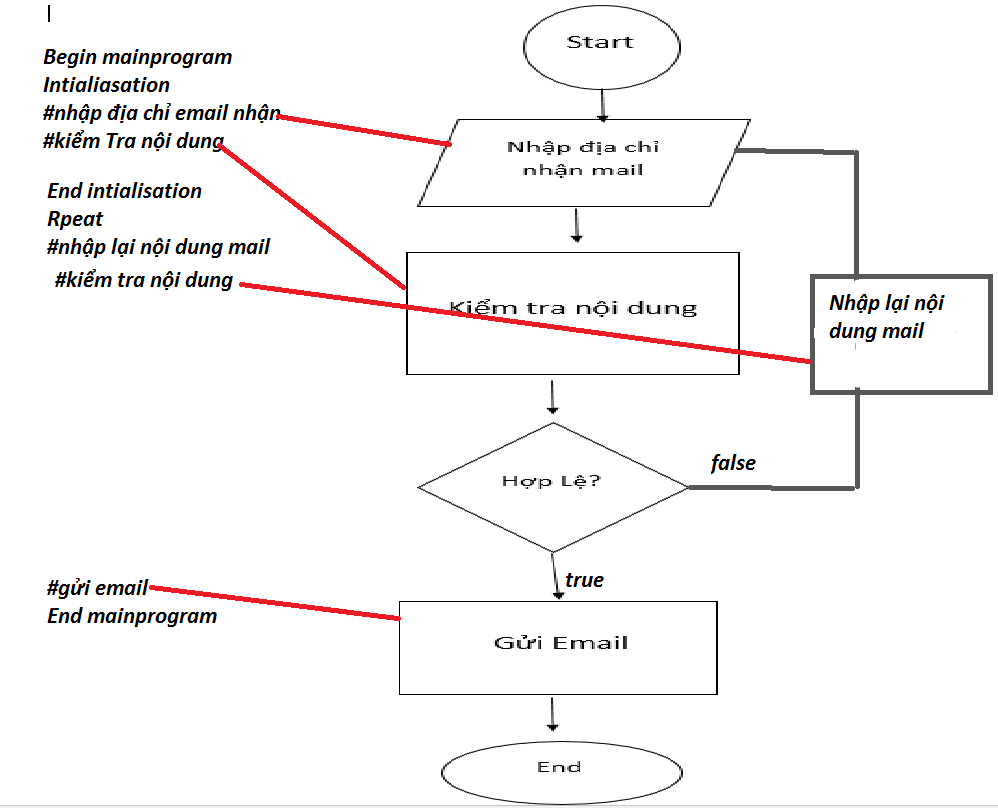 Begin mainprogram
Intialiasation
#nhập địa chỉ email nhận
#kiểm Tra nội dung
End intialisation
Rpeat
#nhập lại nội dung mail
#kiểm tra nội dung
#gửi email
End mainprogram
Start
Nhập địa chỉ
nhận mail
Kiểm tra nội dung
Nhập lại nội
dung mail
Hợp Lệ?
false
true
Gửi Email
End